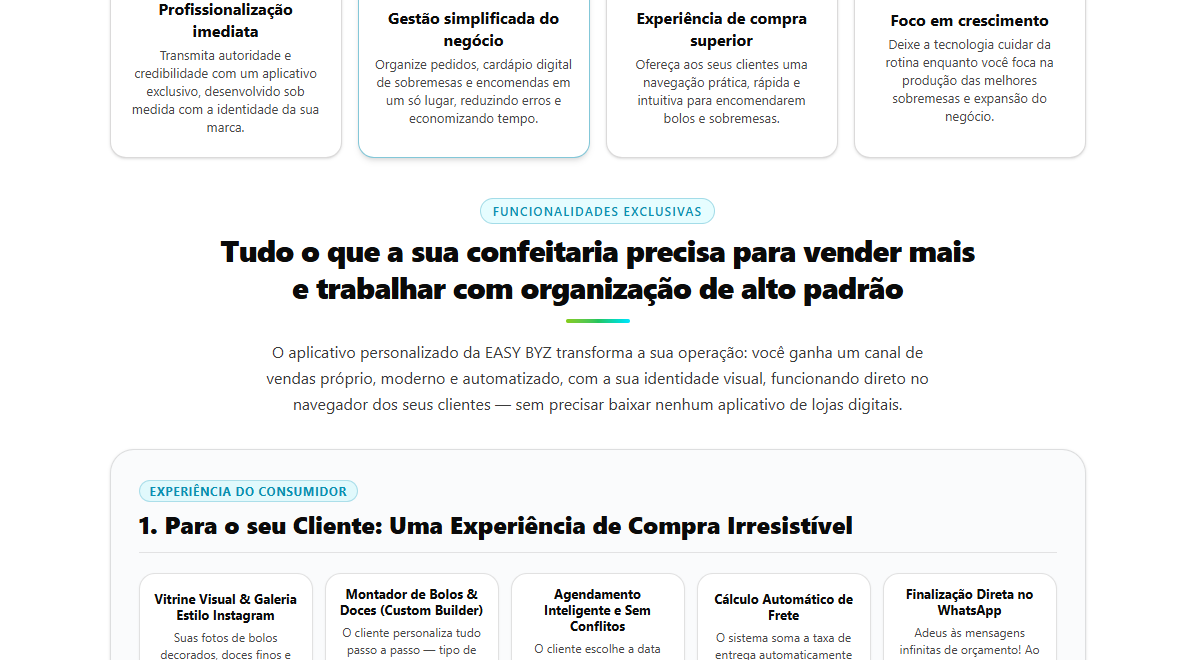 Profissionalização
imediata
Transmita autoridade e
credibilidade com um aplicativo
exclusivo, desenvolvido sob
medida com a identidade da sua
marca.
Gestão simplificada do
negócio
Organize pedidos, cardápio digital
de sobremesas e encomendas em
um só lugar, reduzindo erros e
economizando tempo.
Experiência de compra
superior
Ofereça aos seus clientes uma
navegação prática, rápida e
intuitiva para encomendarem
bolos e sobremesas.
Foco em crescimento
Deixe a tecnologia cuidar da
rotina enquanto você foca na
produção das melhores
sobremesas e expansão do
negócio.
FUNCIONALIDADES EXCLUSIVAS
Tudo o que a sua confeitaria precisa para vender mais
e trabalhar com organização de alto padrão
O aplicativo personalizado da EASY BYZ transforma a sua operação: você ganha um canal de
vendas próprio, moderno e automatizado, com a sua identidade visual, funcionando direto no
navegador dos seus clientes — sem precisar baixar nenhum aplicativo de lojas digitais.
EXPERIÊNCIA DO CONSUMIDOR
1. Para o seu Cliente: Uma Experiência de Compra Irresistível
Vitrine Visual & Galeria
Estilo Instagram
Suas fotos de bolos
decorados, doces finos e
Montador de Bolos &
Doces (Custom Builder)
O cliente personaliza tudo
passo a passo — tipo de
Agendamento
Inteligente e Sem
Conflitos
O cliente escolhe a data
Cálculo Automático de
Frete
O sistema soma a taxa de
entrega automaticamente
Finalização Direta no
WhatsApp
Adeus às mensagens
infinitas de orçamento! Ao